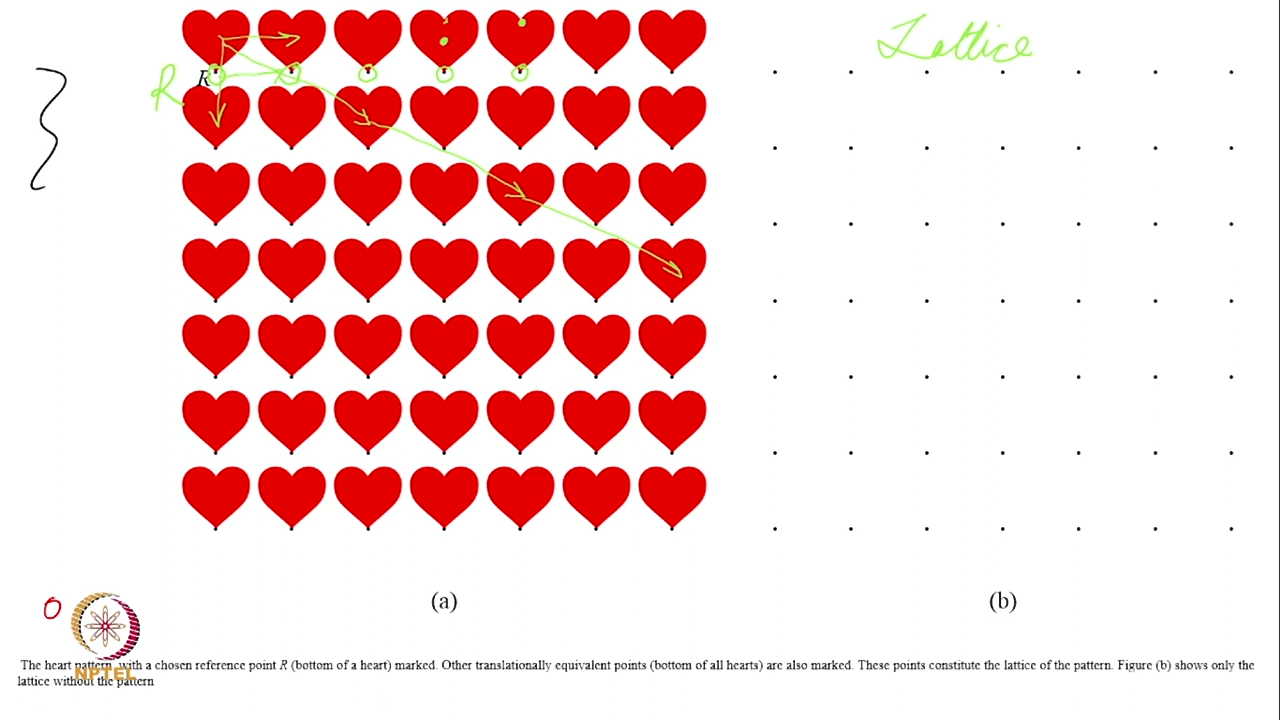 Lattice
R
R
(a)
(b)
O
NPTEL
The heart pattern, with a chosen reference point R (bottom of a heart) marked. Other translationally equivalent points (bottom of all hearts) are also marked. These points constitute the lattice of the pattern. Figure (b) shows only the
lattice without the pattern